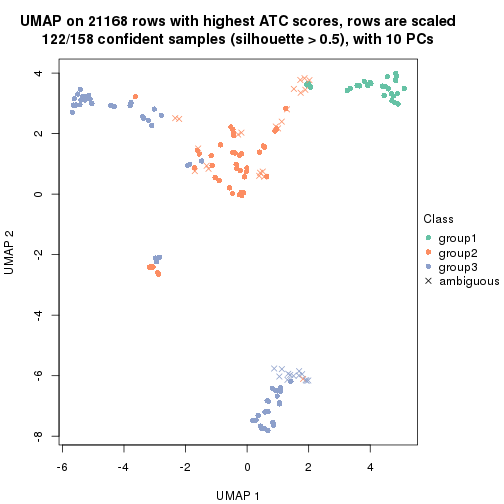 UMAP on 21168 rows with highest ATC scores, rows are scaled
122/158 confident samples (silhouette > 0.5), with 10 PCs
4
2
0
-2
-4
-6
-8
UMAP 2
-6
-4
-2
0
2
4
UMAP 1
Class
group1
group2
group3
ambiguous